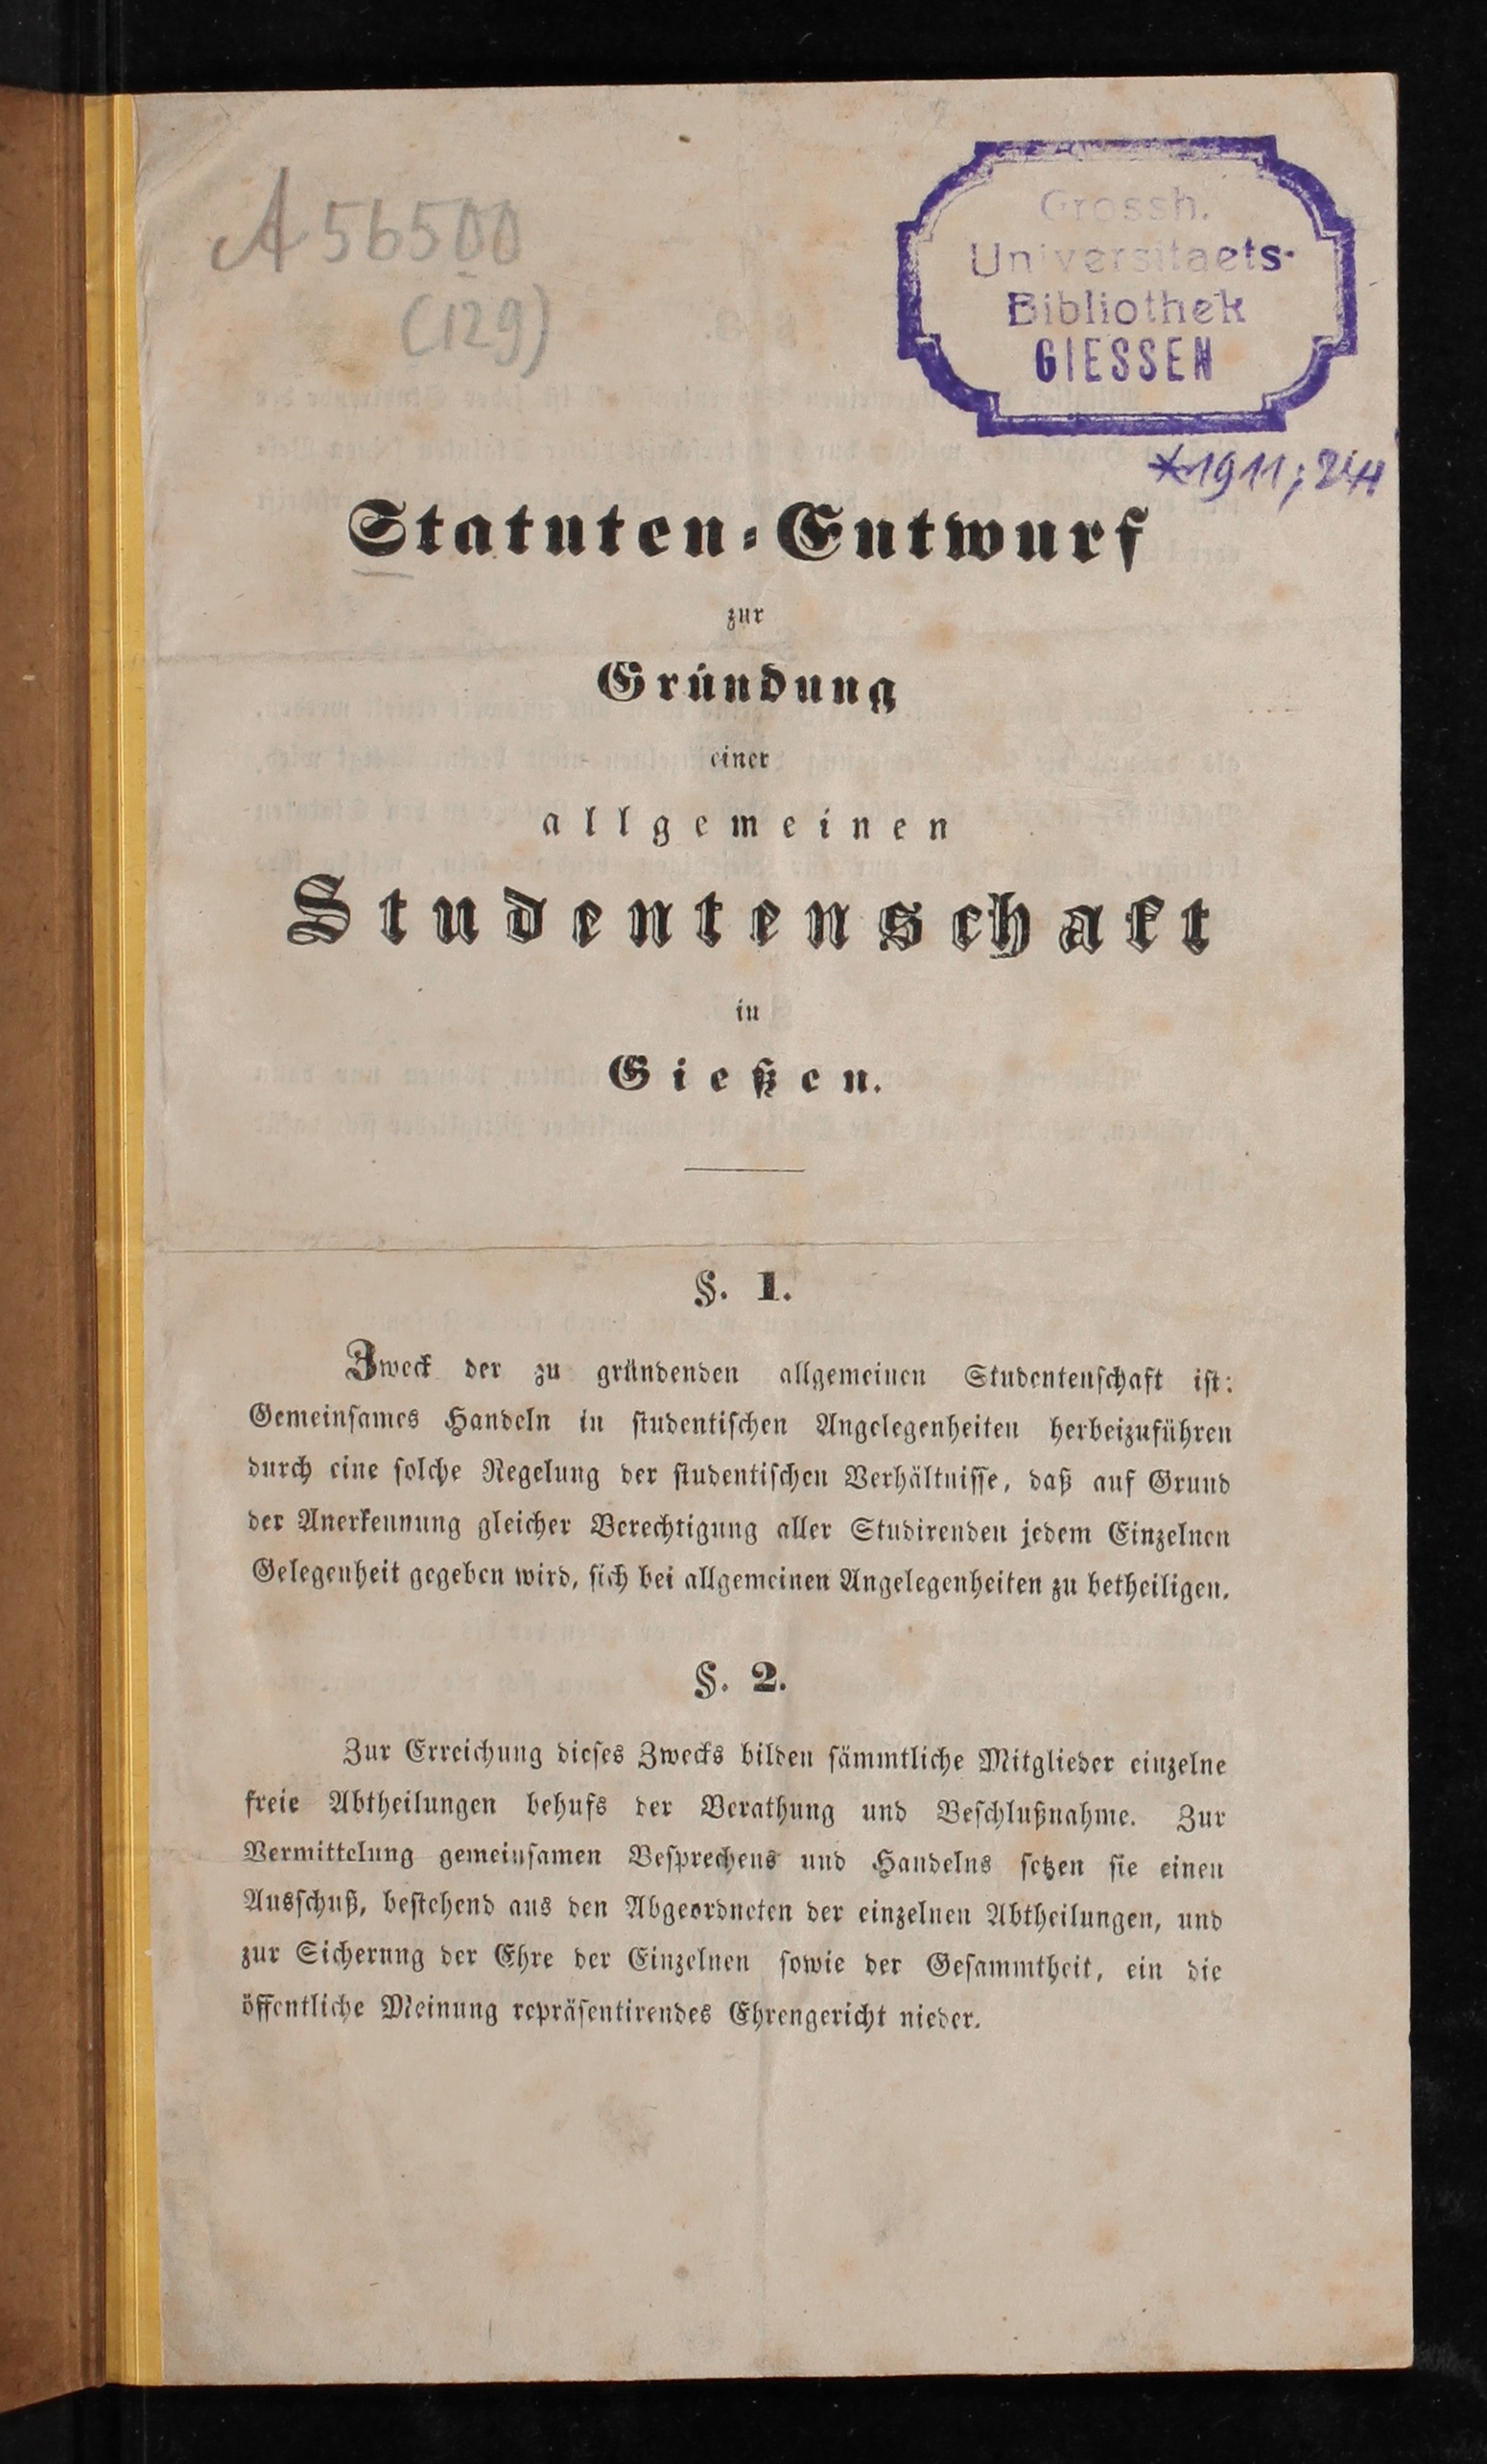 A 56500
(129)
Grossh.
Universitaets-
Bibliothek
GIESSEN
*1911; 244
Statuten-Entwurf
zur
Gründung
einer
allgemeinen
Studentenschaft
in
Gießen.
§. 1.
Zweck der zu gründenden allgemeinen Studentenschaft ist:
Gemeinsames Handeln in studentischen Angelegenheiten herbeizuführen
durch eine solche Regelung der studentischen Verhältnisse, daß auf Grund
der Anerkennung gleicher Berechtigung aller Studirenden jedem Einzelnen
Gelegenheit gegeben wird, sich bei allgemeinen Angelegenheiten zu betheiligen.
§. 2.
Zur Erreichung dieses Zwecks bilden sämmtliche Mitglieder einzelne
freie Abtheilungen behufs der Berathung und Beschlußnahme. Zur
Vermittelung gemeinsamen Besprechens und Handelns setzen sie einen
Ausschuß, bestehend aus den Abgeordneten der einzelnen Abtheilungen, und
zur Sicherung der Ehre der Einzelnen sowie der Gesammtheit, ein die
öffentliche Meinung repräsentirendes Ehrengericht nieder.